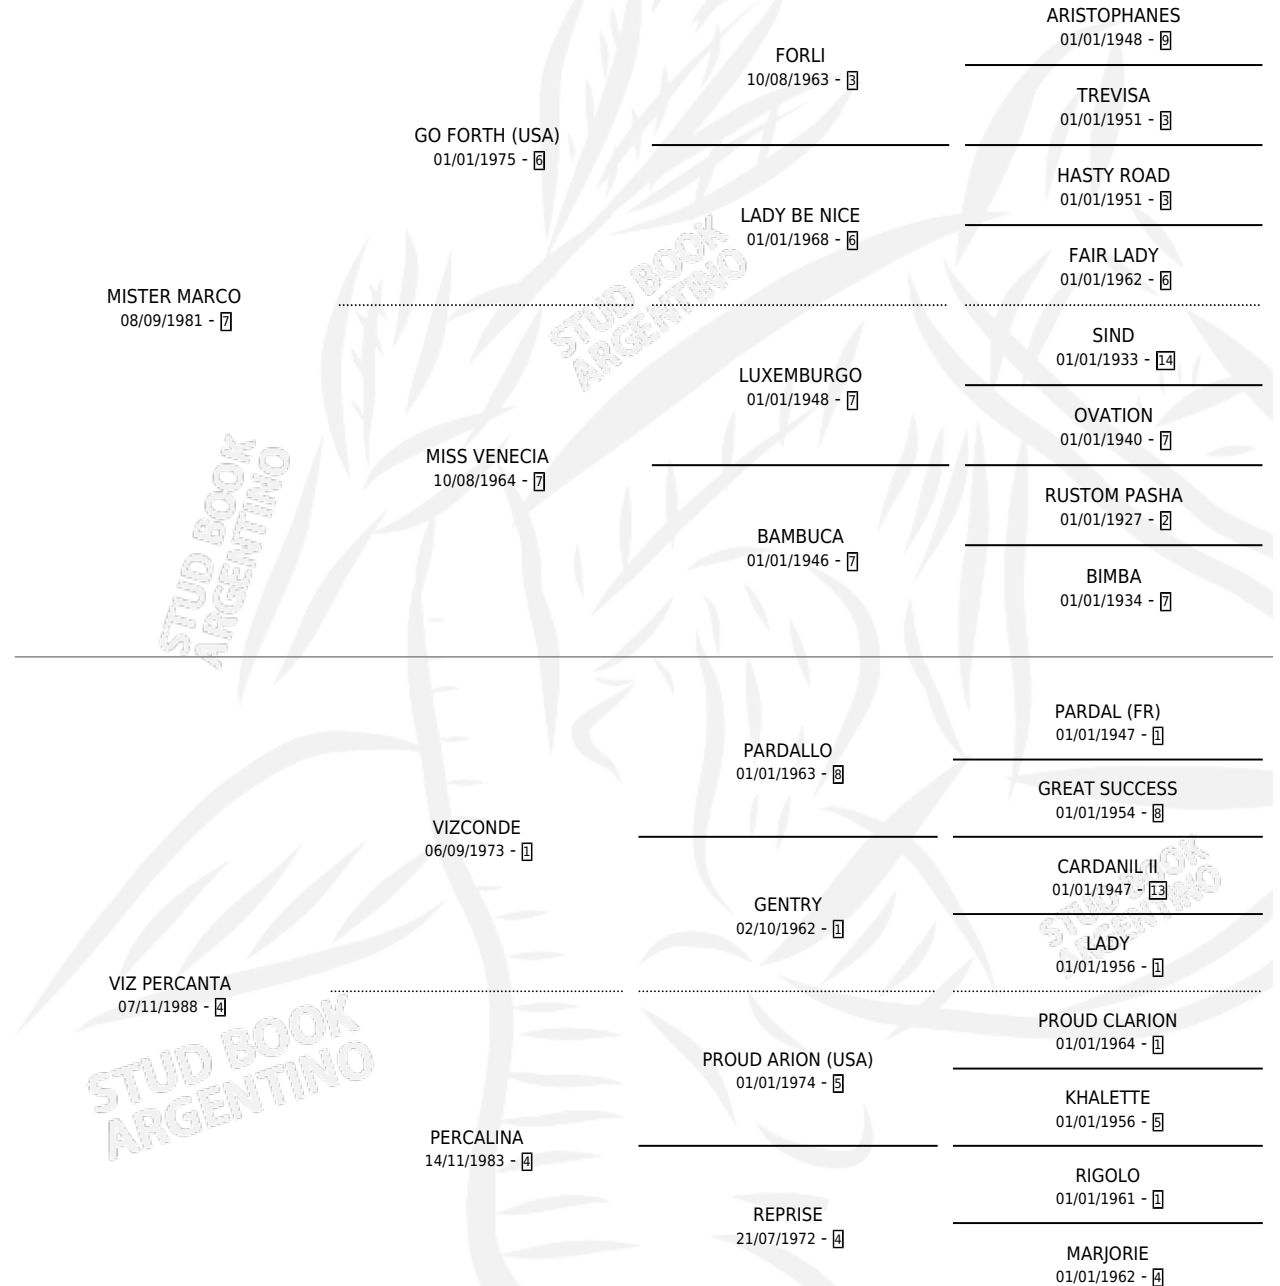 ARISTOPHANES
01/01/1948 - 9
FORLI
10/08/1963 - 3
TREVISA
01/01/1951 - 3
GO FORTH (USA)
01/01/1975 - 6
HASTY ROAD
01/01/1951 - 3
LADY BE NICE
01/01/1968 - 6
FAIR LADY
01/01/1962 - 6
MISTER MARCO
08/09/1981 - 7
STUD BOOK
ARGENTINO
SIND
01/01/1933 - 14
LUXEMBURGO
01/01/1948 - 7
OVATION
01/01/1940 - 7
MISS VENECIA
10/08/1964 - 7
RUSTOM PASHA
01/01/1927 - 2
BAMBUCA
01/01/1946 - 7
BIMBA
01/01/1934 - 7
STUD BOOK
ARGENTINO
PARDAL (FR)
01/01/1947 - 1
PARDALLO
01/01/1963 - 8
GREAT SUCCESS
01/01/1954 - 8
VIZCONDE
06/09/1973 - 1
CARDANIL II
01/01/1947 - 13
GENTRY
02/10/1962 - 1
LADY
01/01/1956 - 1
STUD BOOK
ARGENTINO
VIZ PERCANTA
07/11/1988 - 4
PROUD CLARION
01/01/1964 - 1
PROUD ARION (USA)
01/01/1974 - 5
KHALETTE
01/01/1956 - 5
STUD BOOK
ARGENTINO
PERCALINA
14/11/1983 - 4
RIGOLO
01/01/1961 - 1
REPRISE
21/07/1972 - 4
MARJORIE
01/01/1962 - 4